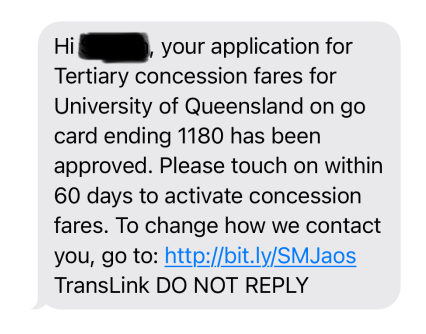 Hi , your application for
Tertiary concession fares for
University of Queensland on go
card ending 1180 has been
approved. Please touch on within
60 days to activate concession
fares. To change how we contact
you, go to: http://bit.ly/SMJaos
TransLink DO NOT REPLY